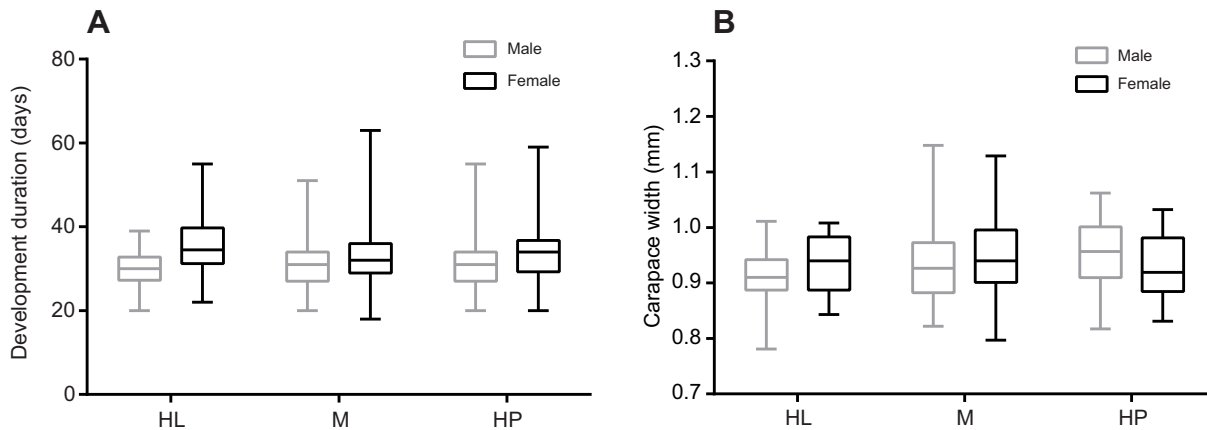 A
Development duration (days)
80
60
40
20
0
HL
M
HP
Male
Female
B
Carapace width (mm)
1.3
1.2
1.1
1.0
0.9
0.8
0.7
HL
M
HP
Male
Female